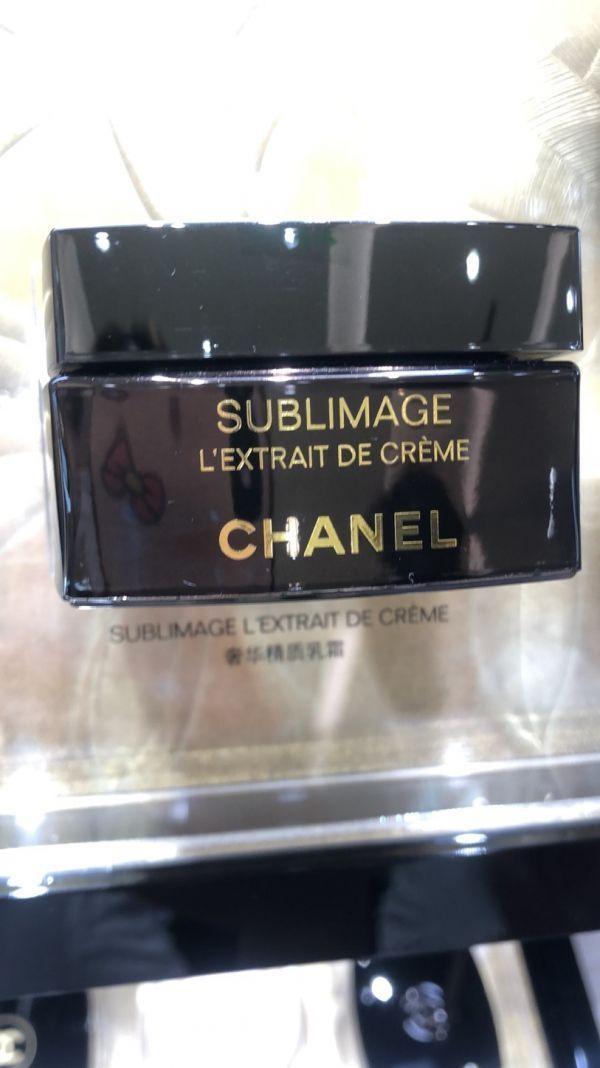 SUBLIMAGE
L'EXTRAIT DE CRÈME
CHANEL
SUBLIMAGE L'EXTRAIT DE CRÈME
奢华精质乳霜